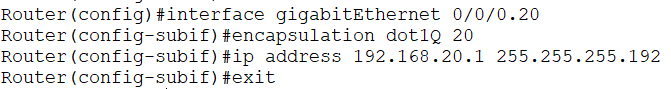 Router(config)#interface gigabitEthernet 0/0/0.20
Router(config-subif)#encapsulation dot1Q 20
Router(config-subif)#ip address 192.168.20.1 255.255.255.192
Router(config-subif)#exit